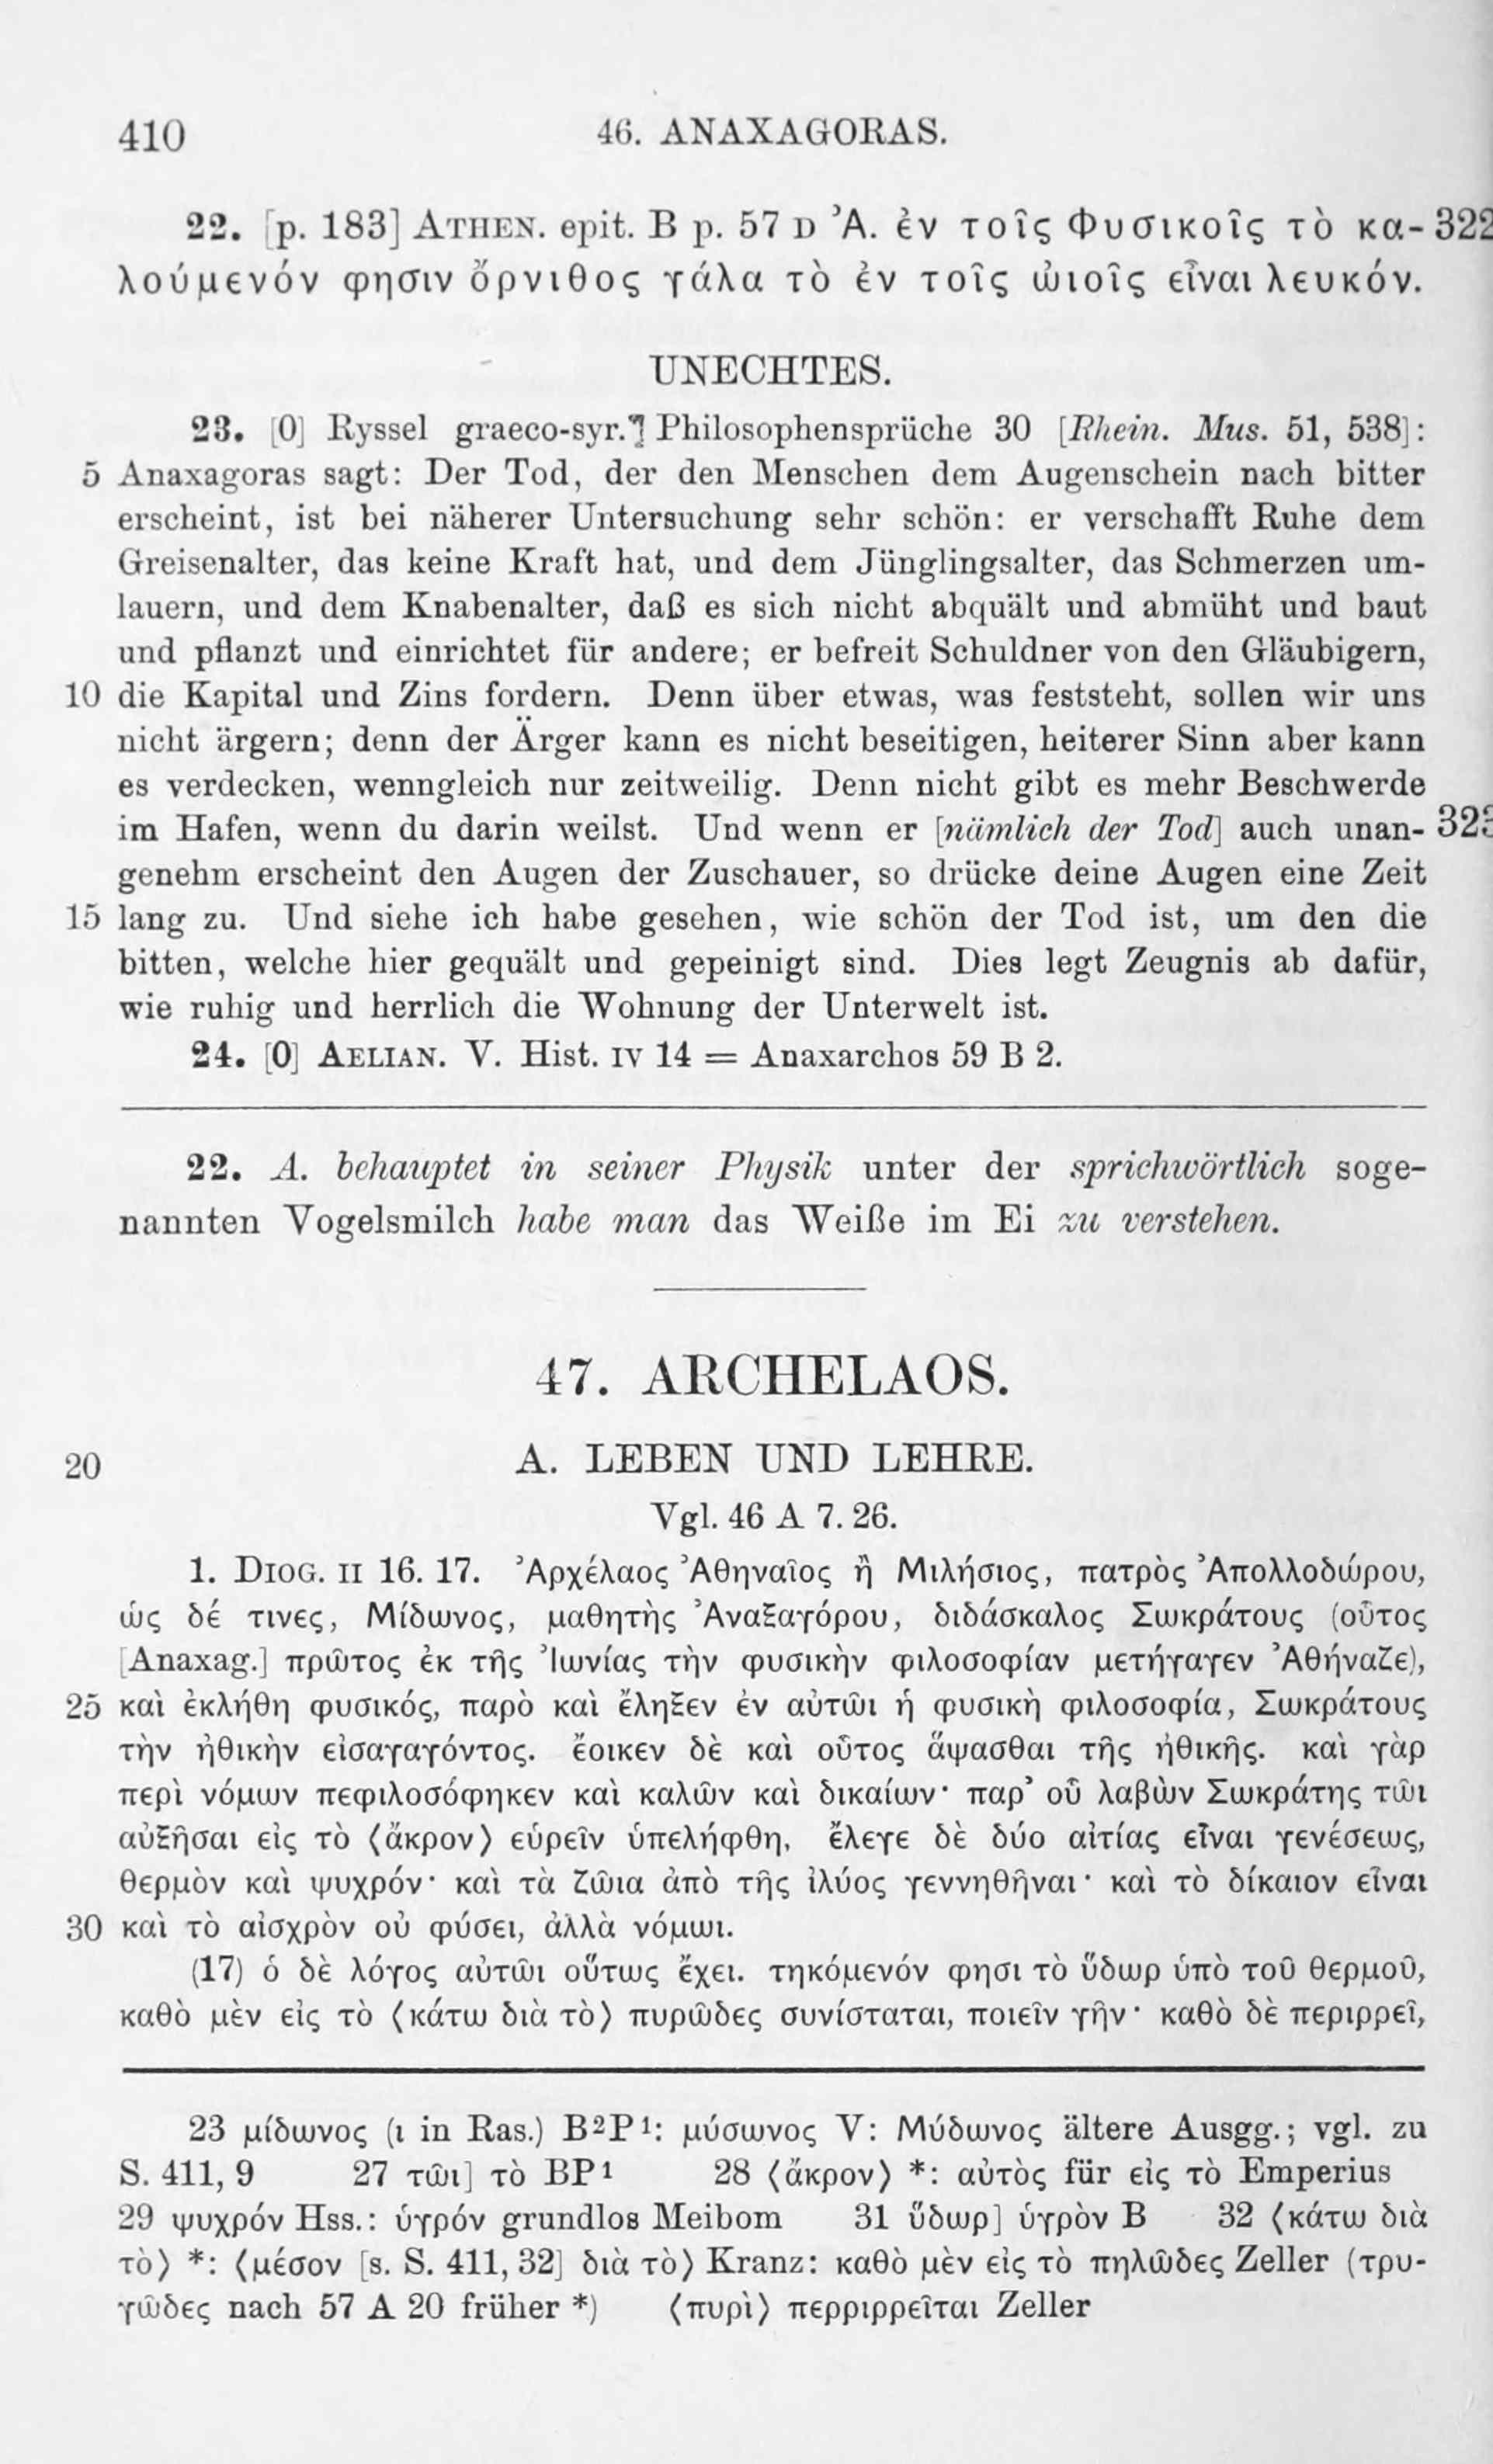 410 46. ANAXAGORAS.
22. [p. 183] ATHEN. epit. B p. 57 D Ἀ. ἐν τοῖς Φυσικοῖς τὸ κα- 322
λούμενόν φησιν ὄρνιθος γάλα τὸ ἐν τοῖς ὠιοῖς εἶναι λευκόν.
UNECHTES.
23. [0] Ryssel graeco-syr. Philosophensprüche 30 [Rhein. Mus. 51, 538]:
5 Anaxagoras sagt: Der Tod, der den Menschen dem Augenschein nach bitter
erscheint, ist bei näherer Untersuchung sehr schön: er verschafft Ruhe dem
Greisenalter, das keine Kraft hat, und dem Jünglingsalter, das Schmerzen um-
lauern, und dem Knabenalter, daß es sich nicht abquält und abmüht und baut
und pflanzt und einrichtet für andere; er befreit Schuldner von den Gläubigern,
10 die Kapital und Zins fordern. Denn über etwas, was feststeht, sollen wir uns
nicht ärgern; denn der Ärger kann es nicht beseitigen, heiterer Sinn aber kann
es verdecken, wenngleich nur zeitweilig. Denn nicht gibt es mehr Beschwerde
im Hafen, wenn du darin weilst. Und wenn er [nämlich der Tod] auch unan- 323
genehm erscheint den Augen der Zuschauer, so drücke deine Augen eine Zeit
15 lang zu. Und siehe ich habe gesehen, wie schön der Tod ist, um den die
bitten, welche hier gequält und gepeinigt sind. Dies legt Zeugnis ab dafür,
wie ruhig und herrlich die Wohnung der Unterwelt ist.
24. [0] AELIAN. V. Hist. IV 14 = Anaxarchos 59 B 2.
22. A. behauptet in seiner Physik unter der sprichwörtlich soge-
nannten Vogelsmilch habe man das Weiße im Ei zu verstehen.
47. ARCHELAOS.
20 A. LEBEN UND LEHRE.
Vgl. 46 A 7. 26.
1. DIOG. II 16. 17. Ἀρχέλαος Ἀθηναῖος ἢ Μιλήσιος, πατρὸς Ἀπολλοδώρου,
ὡς δέ τινες, Μίδωνος, μαθητὴς Ἀναξαγόρου, διδάσκαλος Σωκράτους (οὗτος
[Anaxag.] πρῶτος ἐκ τῆς Ἰωνίας τὴν φυσικὴν φιλοσοφίαν μετήγαγεν Ἀθήναζε),
25 καὶ ἐκλήθη φυσικός, παρὸ καὶ ἔληξεν ἐν αὐτῶι ἡ φυσικὴ φιλοσοφία, Σωκράτους
τὴν ἠθικὴν εἰσαγαγόντος. ἔοικεν δὲ καὶ οὗτος ἅψασθαι τῆς ἠθικῆς. καὶ γὰρ
περὶ νόμων πεφιλοσόφηκεν καὶ καλῶν καὶ δικαίων· παρ' οὗ λαβὼν Σωκράτης τῶι
αὐξῆσαι εἰς τὸ ⟨ἄκρον⟩ εὑρεῖν ὑπελήφθη, ἔλεγε δὲ δύο αἰτίας εἶναι γενέσεως,
θερμὸν καὶ ψυχρόν· καὶ τὰ ζῶια ἀπὸ τῆς ἰλύος γεννηθῆναι· καὶ τὸ δίκαιον εἶναι
30 καὶ τὸ αἰσχρὸν οὐ φύσει, ἀλλὰ νόμωι.
(17) ὁ δὲ λόγος αὐτῶι οὕτως ἔχει. τηκόμενόν φησι τὸ ὕδωρ ὑπὸ τοῦ θερμοῦ,
καθὸ μὲν εἰς τὸ ⟨κάτω διὰ τὸ⟩ πυρῶδες συνίσταται, ποιεῖν γῆν· καθὸ δὲ περιρρεῖ,
23 μίδωνος (ι in Ras.) B²P¹: μύσωνος V: Μύδωνος ältere Ausgg.; vgl. zu
S. 411, 9 27 τῶι] τὸ BP¹ 28 ⟨ἄκρον⟩ *: αὐτὸς für εἰς τὸ Emperius
29 ψυχρόν Hss.: ὑγρόν grundlos Meibom 31 ὕδωρ] ὑγρὸν B 32 ⟨κάτω διὰ
τὸ⟩ *: ⟨μέσον [s. S. 411, 32] διὰ τὸ⟩ Kranz: καθὸ μὲν εἰς τὸ πηλῶδες Zeller (τρυ-
γῶδες nach 57 A 20 früher *) ⟨πυρὶ⟩ περριρρεῖται Zeller